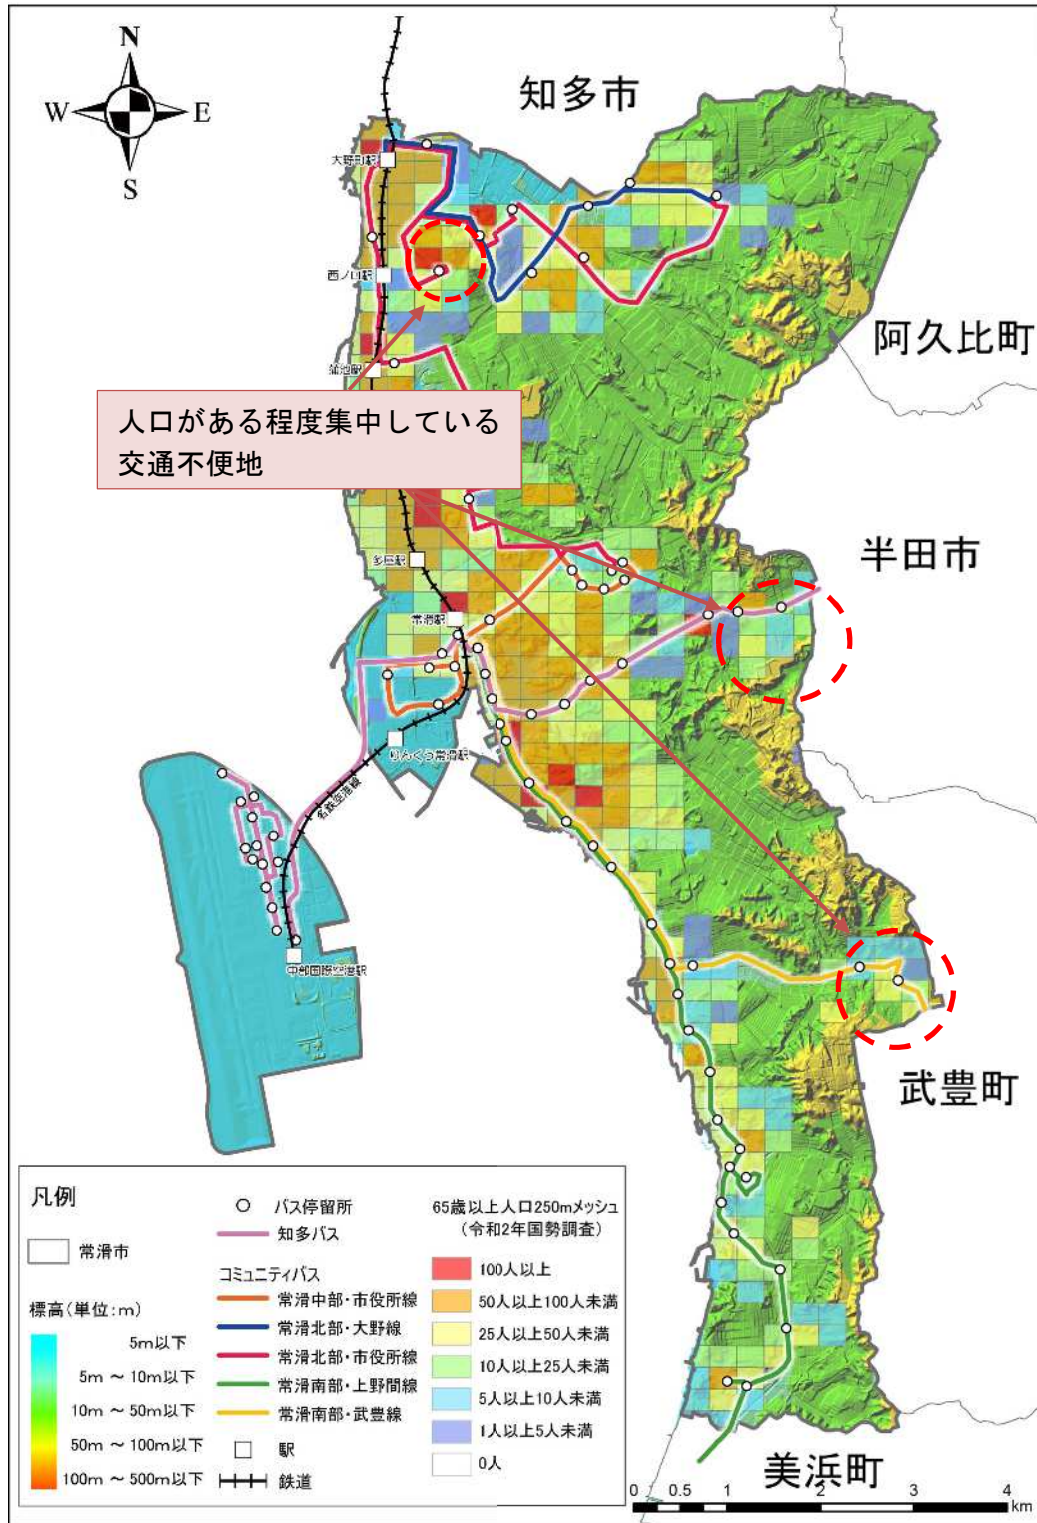 N
W
E
S
知多市
大野町駅
西ノ口駅
阿久比町
蒲池駅
人口がある程度集中している
交通不便地
半田市
多屋駅
常滑駅
りんくう常滑駅
名鉄空港線
中部国際空港駅
武豊町
美浜町
凡例
常滑市
標高(単位:m)
5m以下
5m ～ 10m以下
10m ～ 50m以下
50m ～ 100m以下
100m ～ 500m以下
バス停留所
知多バス
コミュニティバス
常滑中部・市役所線
常滑北部・大野線
常滑北部・市役所線
常滑南部・上野間線
常滑南部・武豊線
駅
鉄道
65歳以上人口250mメッシュ
(令和2年国勢調査)
100人以上
50人以上100人未満
25人以上50人未満
10人以上25人未満
5人以上10人未満
1人以上5人未満
0人
0 0.5 1 2 3 4
km